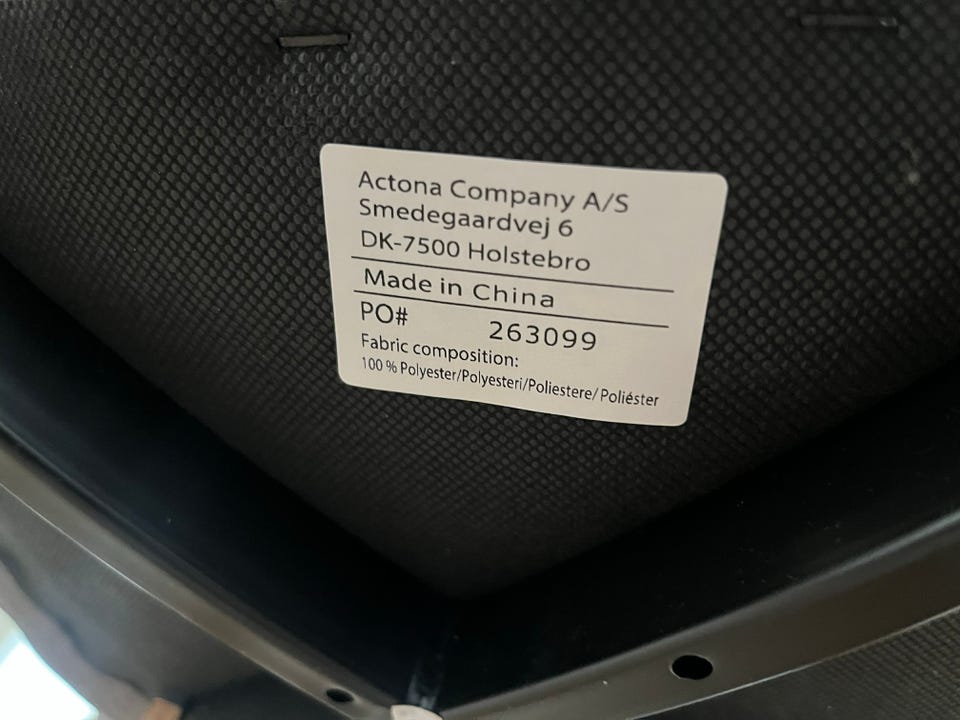 Actona Company A/S
Smedegaardvej 6
DK-7500 Holstebro
Made in China
PO# 263099
Fabric composition:
100 % Polyester/Polyesteri/Poliestere/Poliéster